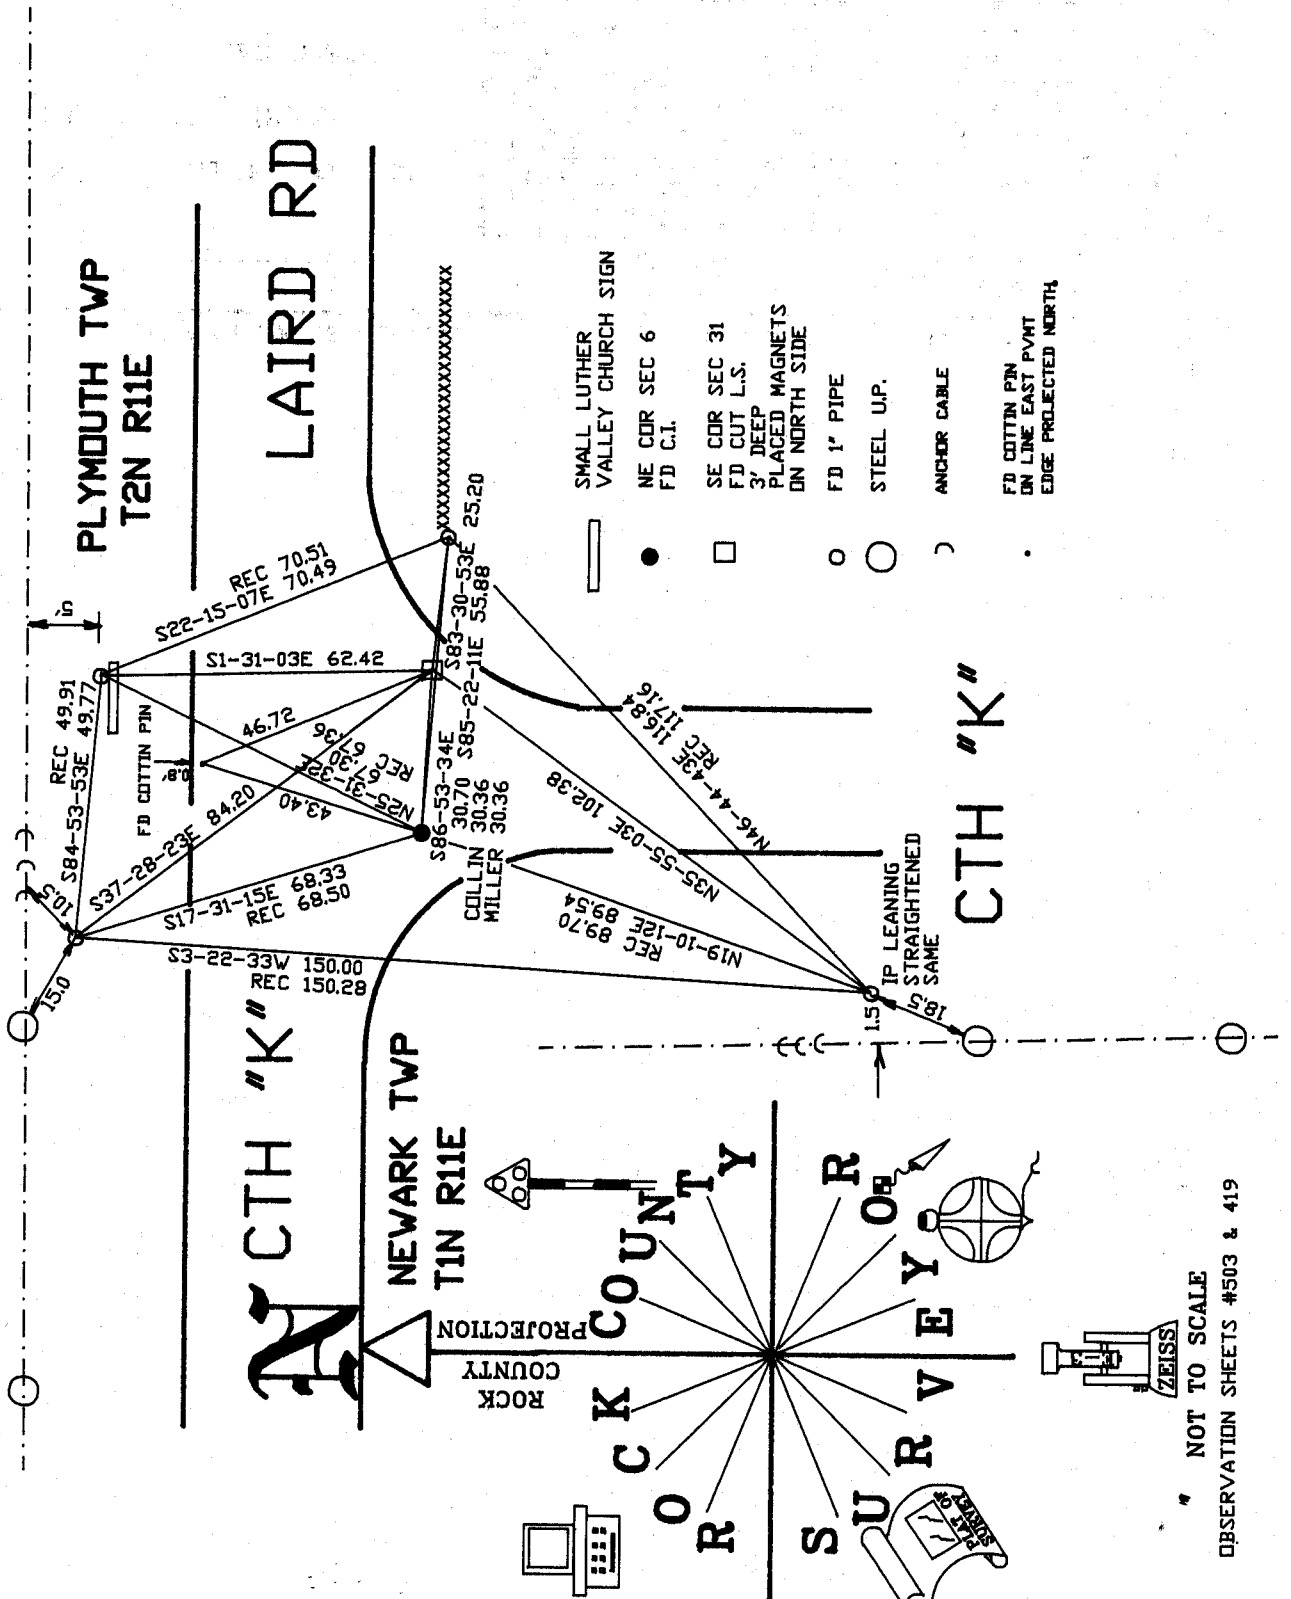 PLYMOUTH TWP
T2N R11E
LAIRD RD
CTH "K"
NEWARK TWP
T1N R11E
CTH "K"
5'
REC 70.51
S22-15-07E 70.49
REC 49.91
S84-53-53E 49.77
S1-31-03E 62.42
FD COTTIN PIN
0.8'
46.72
43.40
N25-31-32E
67.30 67.36
REC
S37-28-23E 84.20
S17-31-15E 68.33
REC 68.50
10.5
15.0
S3-22-33W 150.00
REC 150.28
25.20
S83-30-53E
S85-22-11E 55.88
S86-53-34E
30.70
COLLIN 30.36
MILLER 30.36
N46-44-43E 116.84
REC 117.16
N35-55-03E 102.38
N19-10-12E 89.54
REC 89.70
IP LEANING
STRAIGHTENED
SAME
1.5
18.5
XXXXXXXXXXXXXXXXXXXXXXXX
SMALL LUTHER
VALLEY CHURCH SIGN
NE COR SEC 6
FD C.I.
SE COR SEC 31
FD CUT L.S.
3' DEEP
PLACED MAGNETS
ON NORTH SIDE
FD 1" PIPE
STEEL U.P.
ANCHOR CABLE
FD COTTIN PIN
ON LINE EAST PVMT
EDGE PROJECTED NORTH.
N
ROCK
COUNTY
PROJECTION
ROCK COUNTY
SURVEYOR
PLAT OF
SURVEY
ZEISS
" NOT TO SCALE
OBSERVATION SHEETS #503 & 419